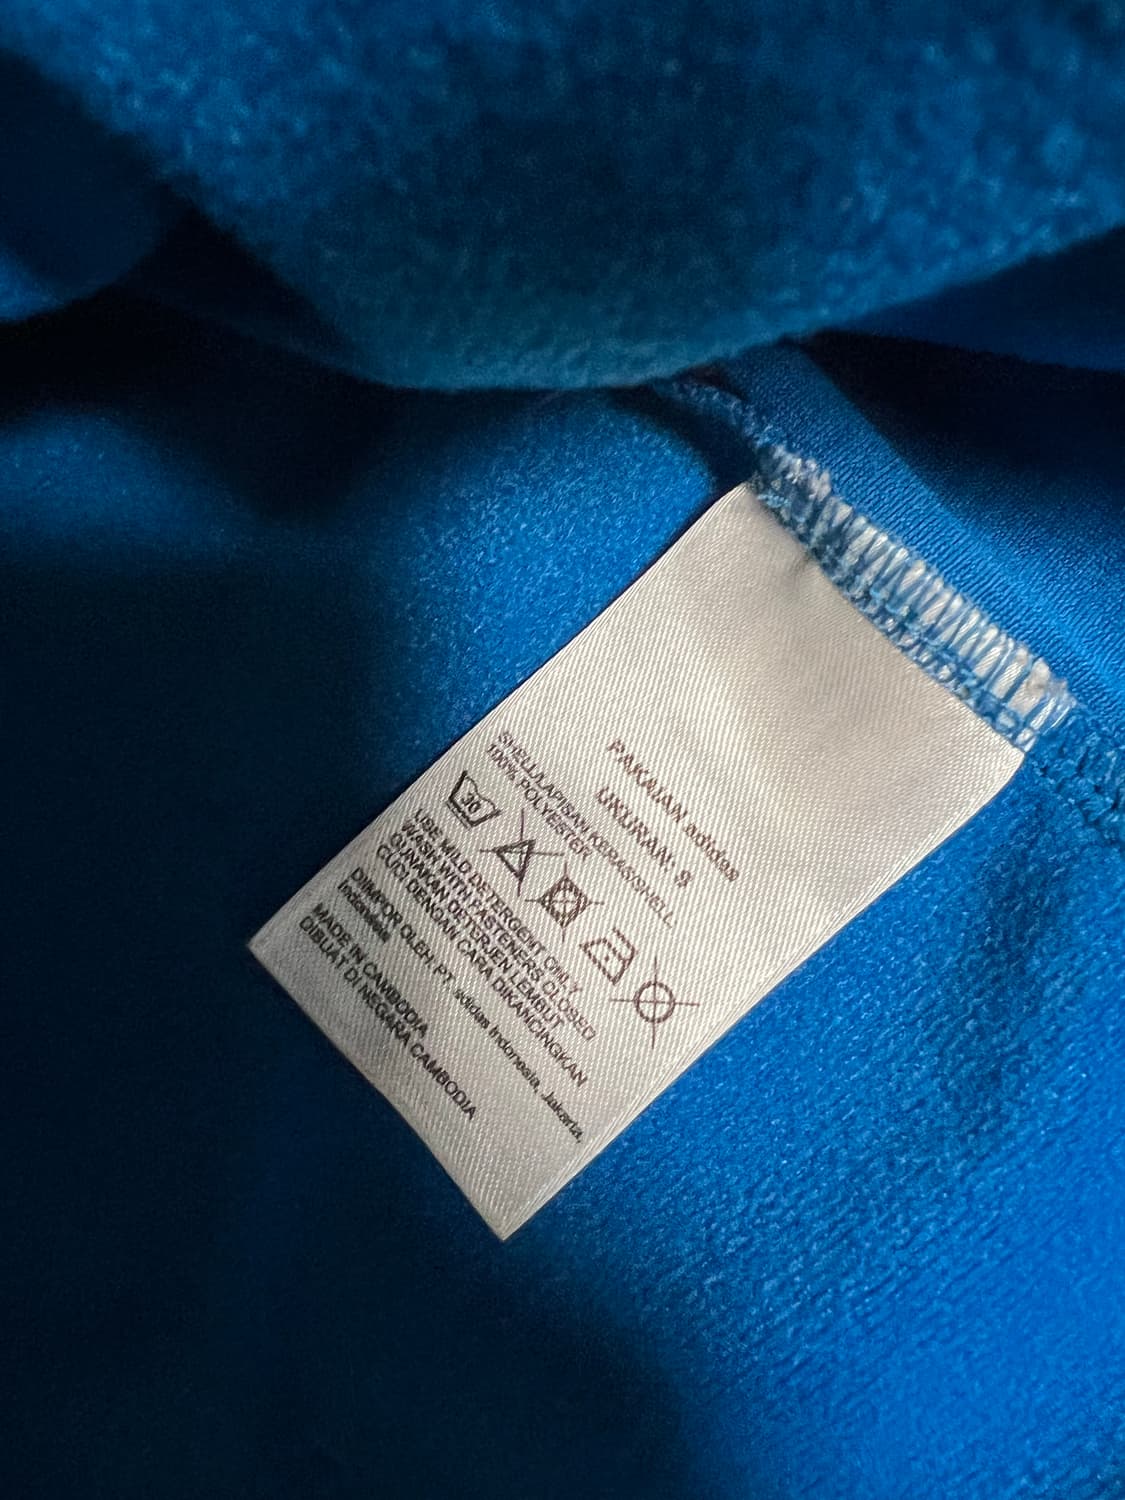 PAKAIAN adidas
UKURAN: S
SHELL/LAPISAN KERAS/SHELL
100% POLYESTER
30
USE MILD DETERGENT ONLY
WASH WITH FASTENERS CLOSED
GUNAKAN DETERJEN LEMBUT
CUCI DENGAN CARA DIKANCINGKAN
DIIMPOR OLEH PT. adidas Indonesia, Jakarta,
Indonesia
MADE IN CAMBODIA
DIBUAT DI NEGARA CAMBODIA